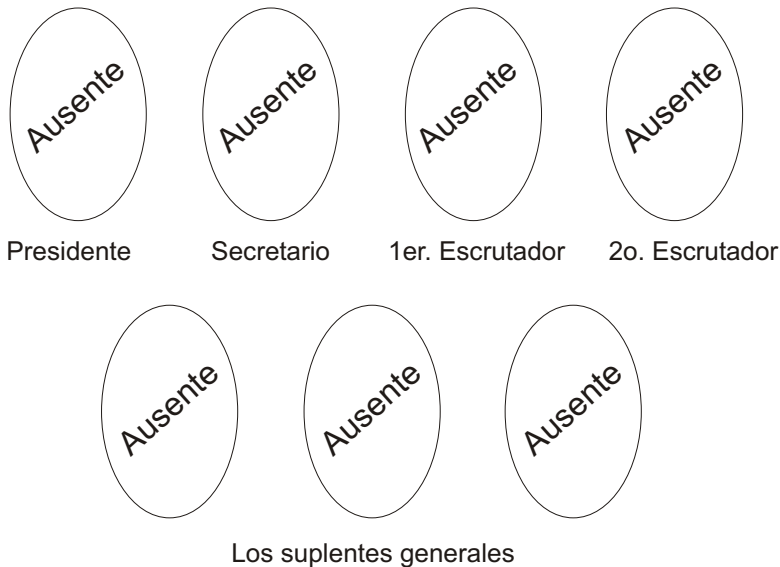 Ausente Ausente Ausente Ausente
Presidente Secretario 1er. Escrutador 2o. Escrutador
Ausente Ausente Ausente
Los suplentes generales